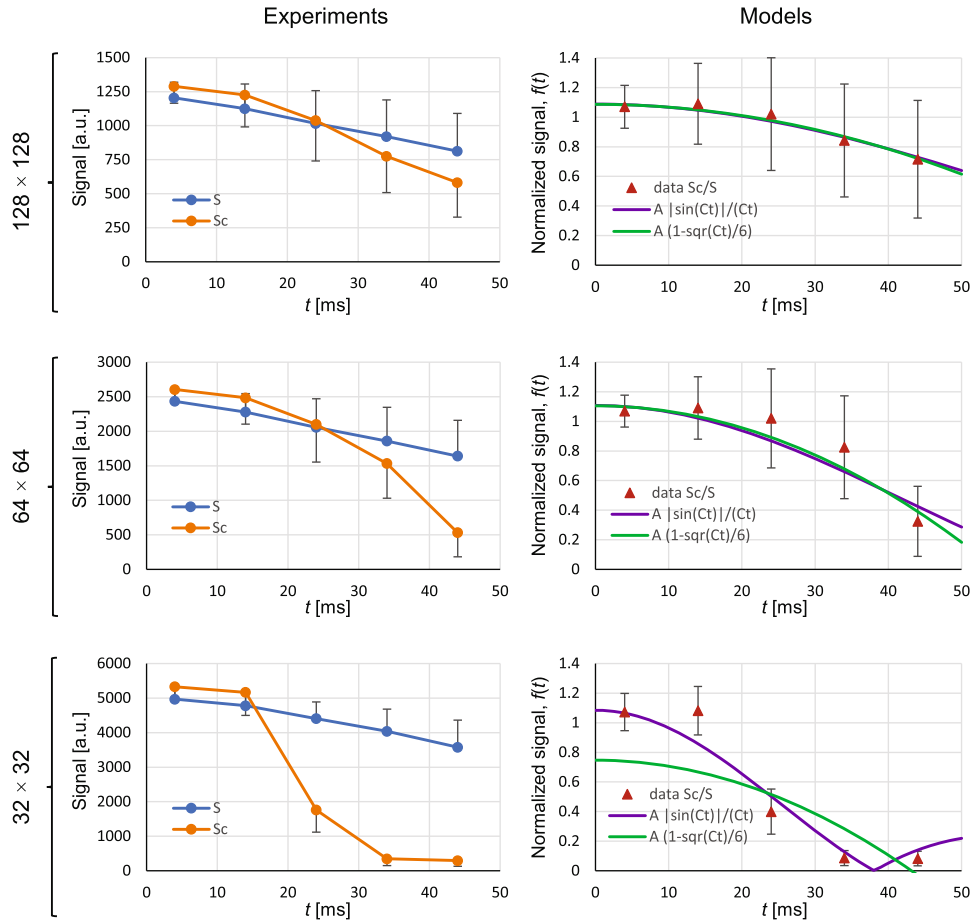 Experiments
Models
128 × 128
Signal [a.u.]
1500
1250
1000
750
500
250
0
S
Sc
0 10 20 30 40 50
t [ms]
Normalized signal, f(t)
1.4
1.2
1
0.8
0.6
0.4
0.2
0
data Sc/S
A |sin(Ct)|/(Ct)
A (1-sqr(Ct)/6)
0 10 20 30 40 50
t [ms]
64 × 64
Signal [a.u.]
3000
2500
2000
1500
1000
500
0
S
Sc
0 10 20 30 40 50
t [ms]
Normalized signal, f(t)
1.4
1.2
1
0.8
0.6
0.4
0.2
0
data Sc/S
A |sin(Ct)|/(Ct)
A (1-sqr(Ct)/6)
0 10 20 30 40 50
t [ms]
32 × 32
Signal [a.u.]
6000
5000
4000
3000
2000
1000
0
S
Sc
0 10 20 30 40 50
t [ms]
Normalized signal, f(t)
1.4
1.2
1
0.8
0.6
0.4
0.2
0
data Sc/S
A |sin(Ct)|/(Ct)
A (1-sqr(Ct)/6)
0 10 20 30 40 50
t [ms]